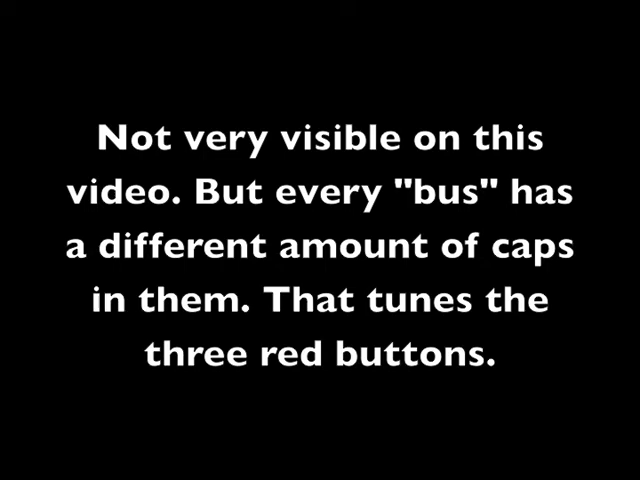 Not very visible on this
video. But every "bus" has
a different amount of caps
in them. That tunes the
three red buttons.